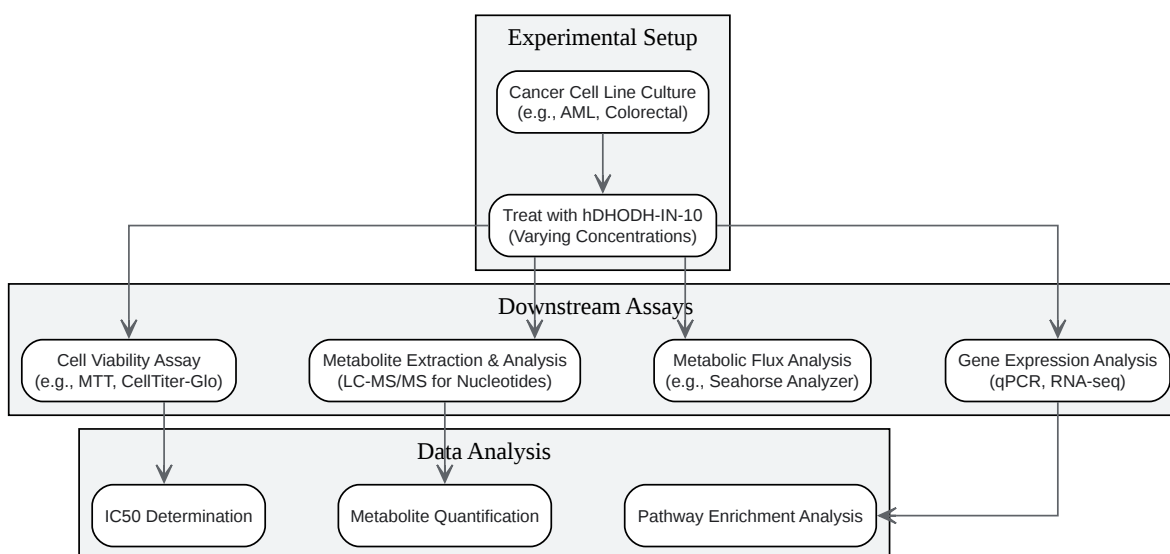 Experimental Setup
Cancer Cell Line Culture
(e.g., AML, Colorectal)
Treat with hDHODH-IN-10
(Varying Concentrations)
Downstream Assays
Cell Viability Assay
(e.g., MTT, CellTiter-Glo)
Metabolite Extraction & Analysis
(LC-MS/MS for Nucleotides)
Metabolic Flux Analysis
(e.g., Seahorse Analyzer)
Gene Expression Analysis
(qPCR, RNA-seq)
Data Analysis
IC50 Determination
Metabolite Quantification
Pathway Enrichment Analysis